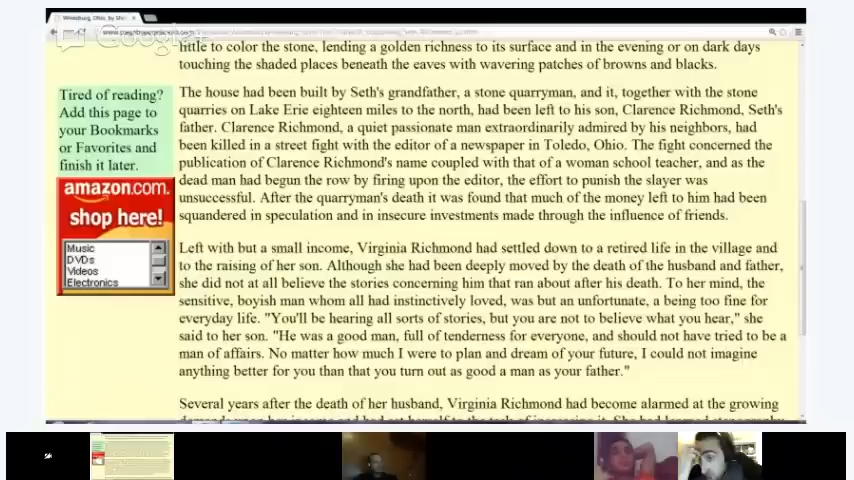 Winesburg, Ohio, by She
Google+
little to color the stone, lending a golden richness to its surface and in the evening or on dark days
touching the shaded places beneath the eaves with wavering patches of browns and blacks.
Tired of reading?
Add this page to
your Bookmarks
or Favorites and
finish it later.
amazon.com.
shop here!
Music
DVDs
Videos
Electronics
The house had been built by Seth's grandfather, a stone quarryman, and it, together with the stone
quarries on Lake Erie eighteen miles to the north, had been left to his son, Clarence Richmond, Seth's
father. Clarence Richmond, a quiet passionate man extraordinarily admired by his neighbors, had
been killed in a street fight with the editor of a newspaper in Toledo, Ohio. The fight concerned the
publication of Clarence Richmond's name coupled with that of a woman school teacher, and as the
dead man had begun the row by firing upon the editor, the effort to punish the slayer was
unsuccessful. After the quarryman's death it was found that much of the money left to him had been
squandered in speculation and in insecure investments made through the influence of friends.
Left with but a small income, Virginia Richmond had settled down to a retired life in the village and
to the raising of her son. Although she had been deeply moved by the death of the husband and father,
she did not at all believe the stories concerning him that ran about after his death. To her mind, the
sensitive, boyish man whom all had instinctively loved, was but an unfortunate, a being too fine for
everyday life. "You'll be hearing all sorts of stories, but you are not to believe what you hear," she
said to her son. "He was a good man, full of tenderness for everyone, and should not have tried to be a
man of affairs. No matter how much I were to plan and dream of your future, I could not imagine
anything better for you than that you turn out as good a man as your father."
Several years after the death of her husband, Virginia Richmond had become alarmed at the growing